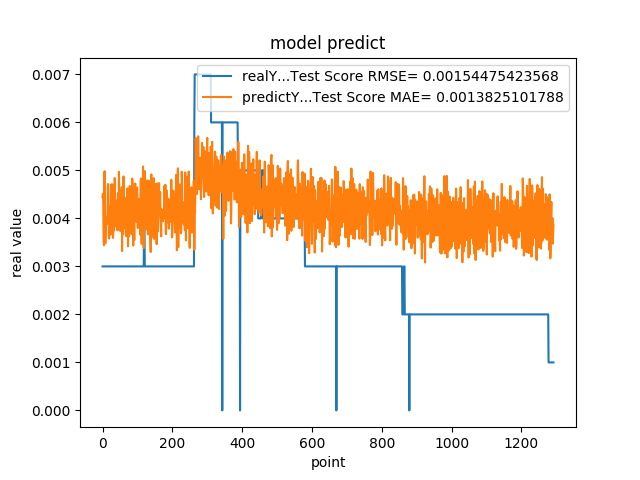 model predict
realY...Test Score RMSE= 0.00154475423568
predictY...Test Score MAE= 0.0013825101788
0.007
0.006
0.005
0.004
0.003
0.002
0.001
0.000
real value
0 200 400 600 800 1000 1200
point